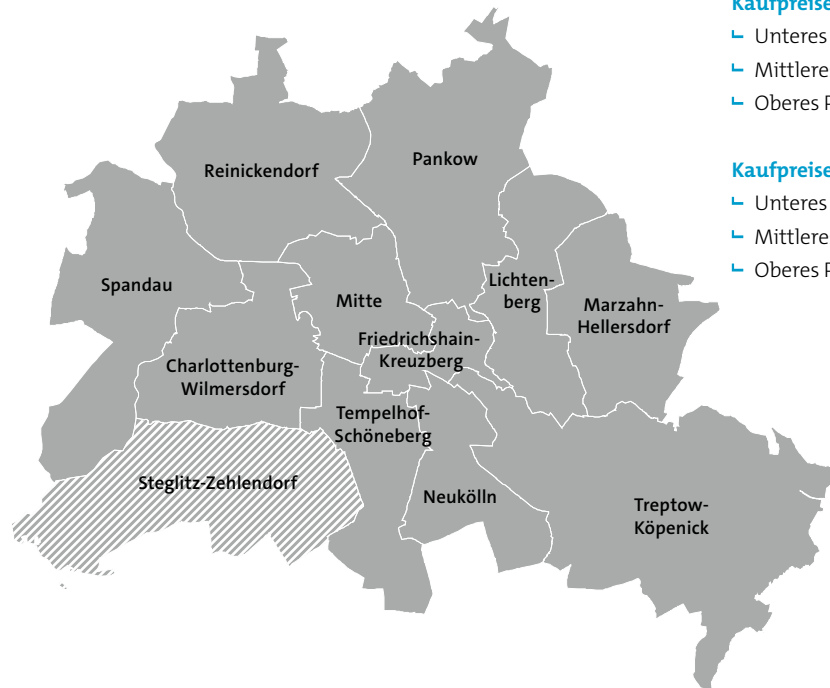 Reinickendorf
Pankow
Spandau
Mitte
Lichten-
berg
Marzahn-
Hellersdorf
Friedrichshain-
Kreuzberg
Charlottenburg-
Wilmersdorf
Tempelhof-
Schöneberg
Steglitz-Zehlendorf
Neukölln
Treptow-
Köpenick
Kaufpreise
Unteres
Mittlere
Oberes P
Kaufpreise
Unteres
Mittlere
Oberes P